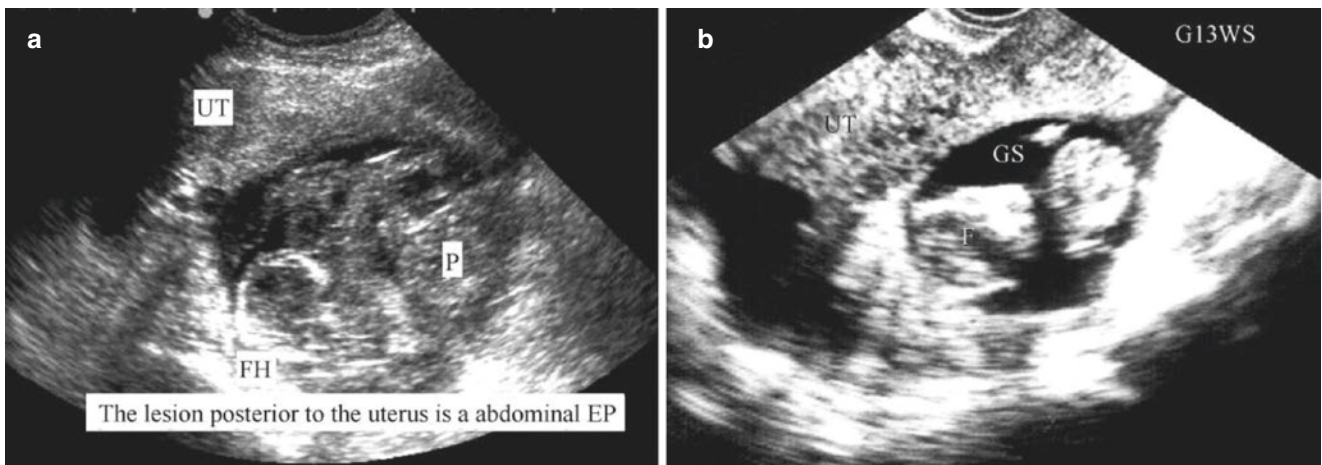 a
UT
P
FH
The lesion posterior to the uterus is a abdominal EP
b
G13WS
UT
GS
F